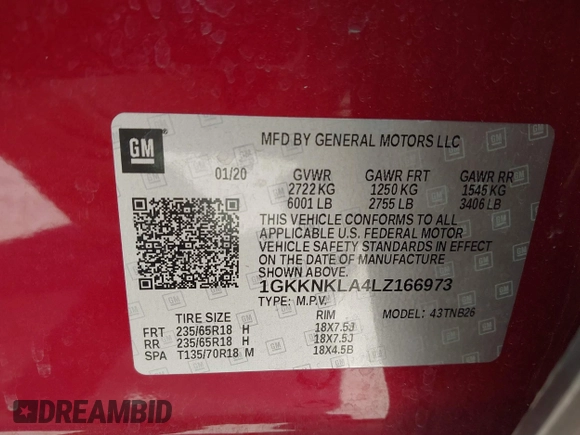 GM
MFD BY GENERAL MOTORS LLC
01/20 GVWR GAWR FRT GAWR RR
2722 KG 1250 KG 1545 KG
6001 LB 2755 LB 3406 LB
THIS VEHICLE CONFORMS TO ALL
APPLICABLE U.S. FEDERAL MOTOR
VEHICLE SAFETY STANDARDS IN EFFECT
ON THE DATE OF MANUFACTURE
SHOWN ABOVE.
1GKKNKLA4LZ166973
TYPE: M.P.V. MODEL: 43TNB26
TIRE SIZE RIM
FRT 235/65R18 H 18X7.5J
RR 235/65R18 H 18X7.5J
SPA T135/70R18 M 18X4.5B
DREAMBID